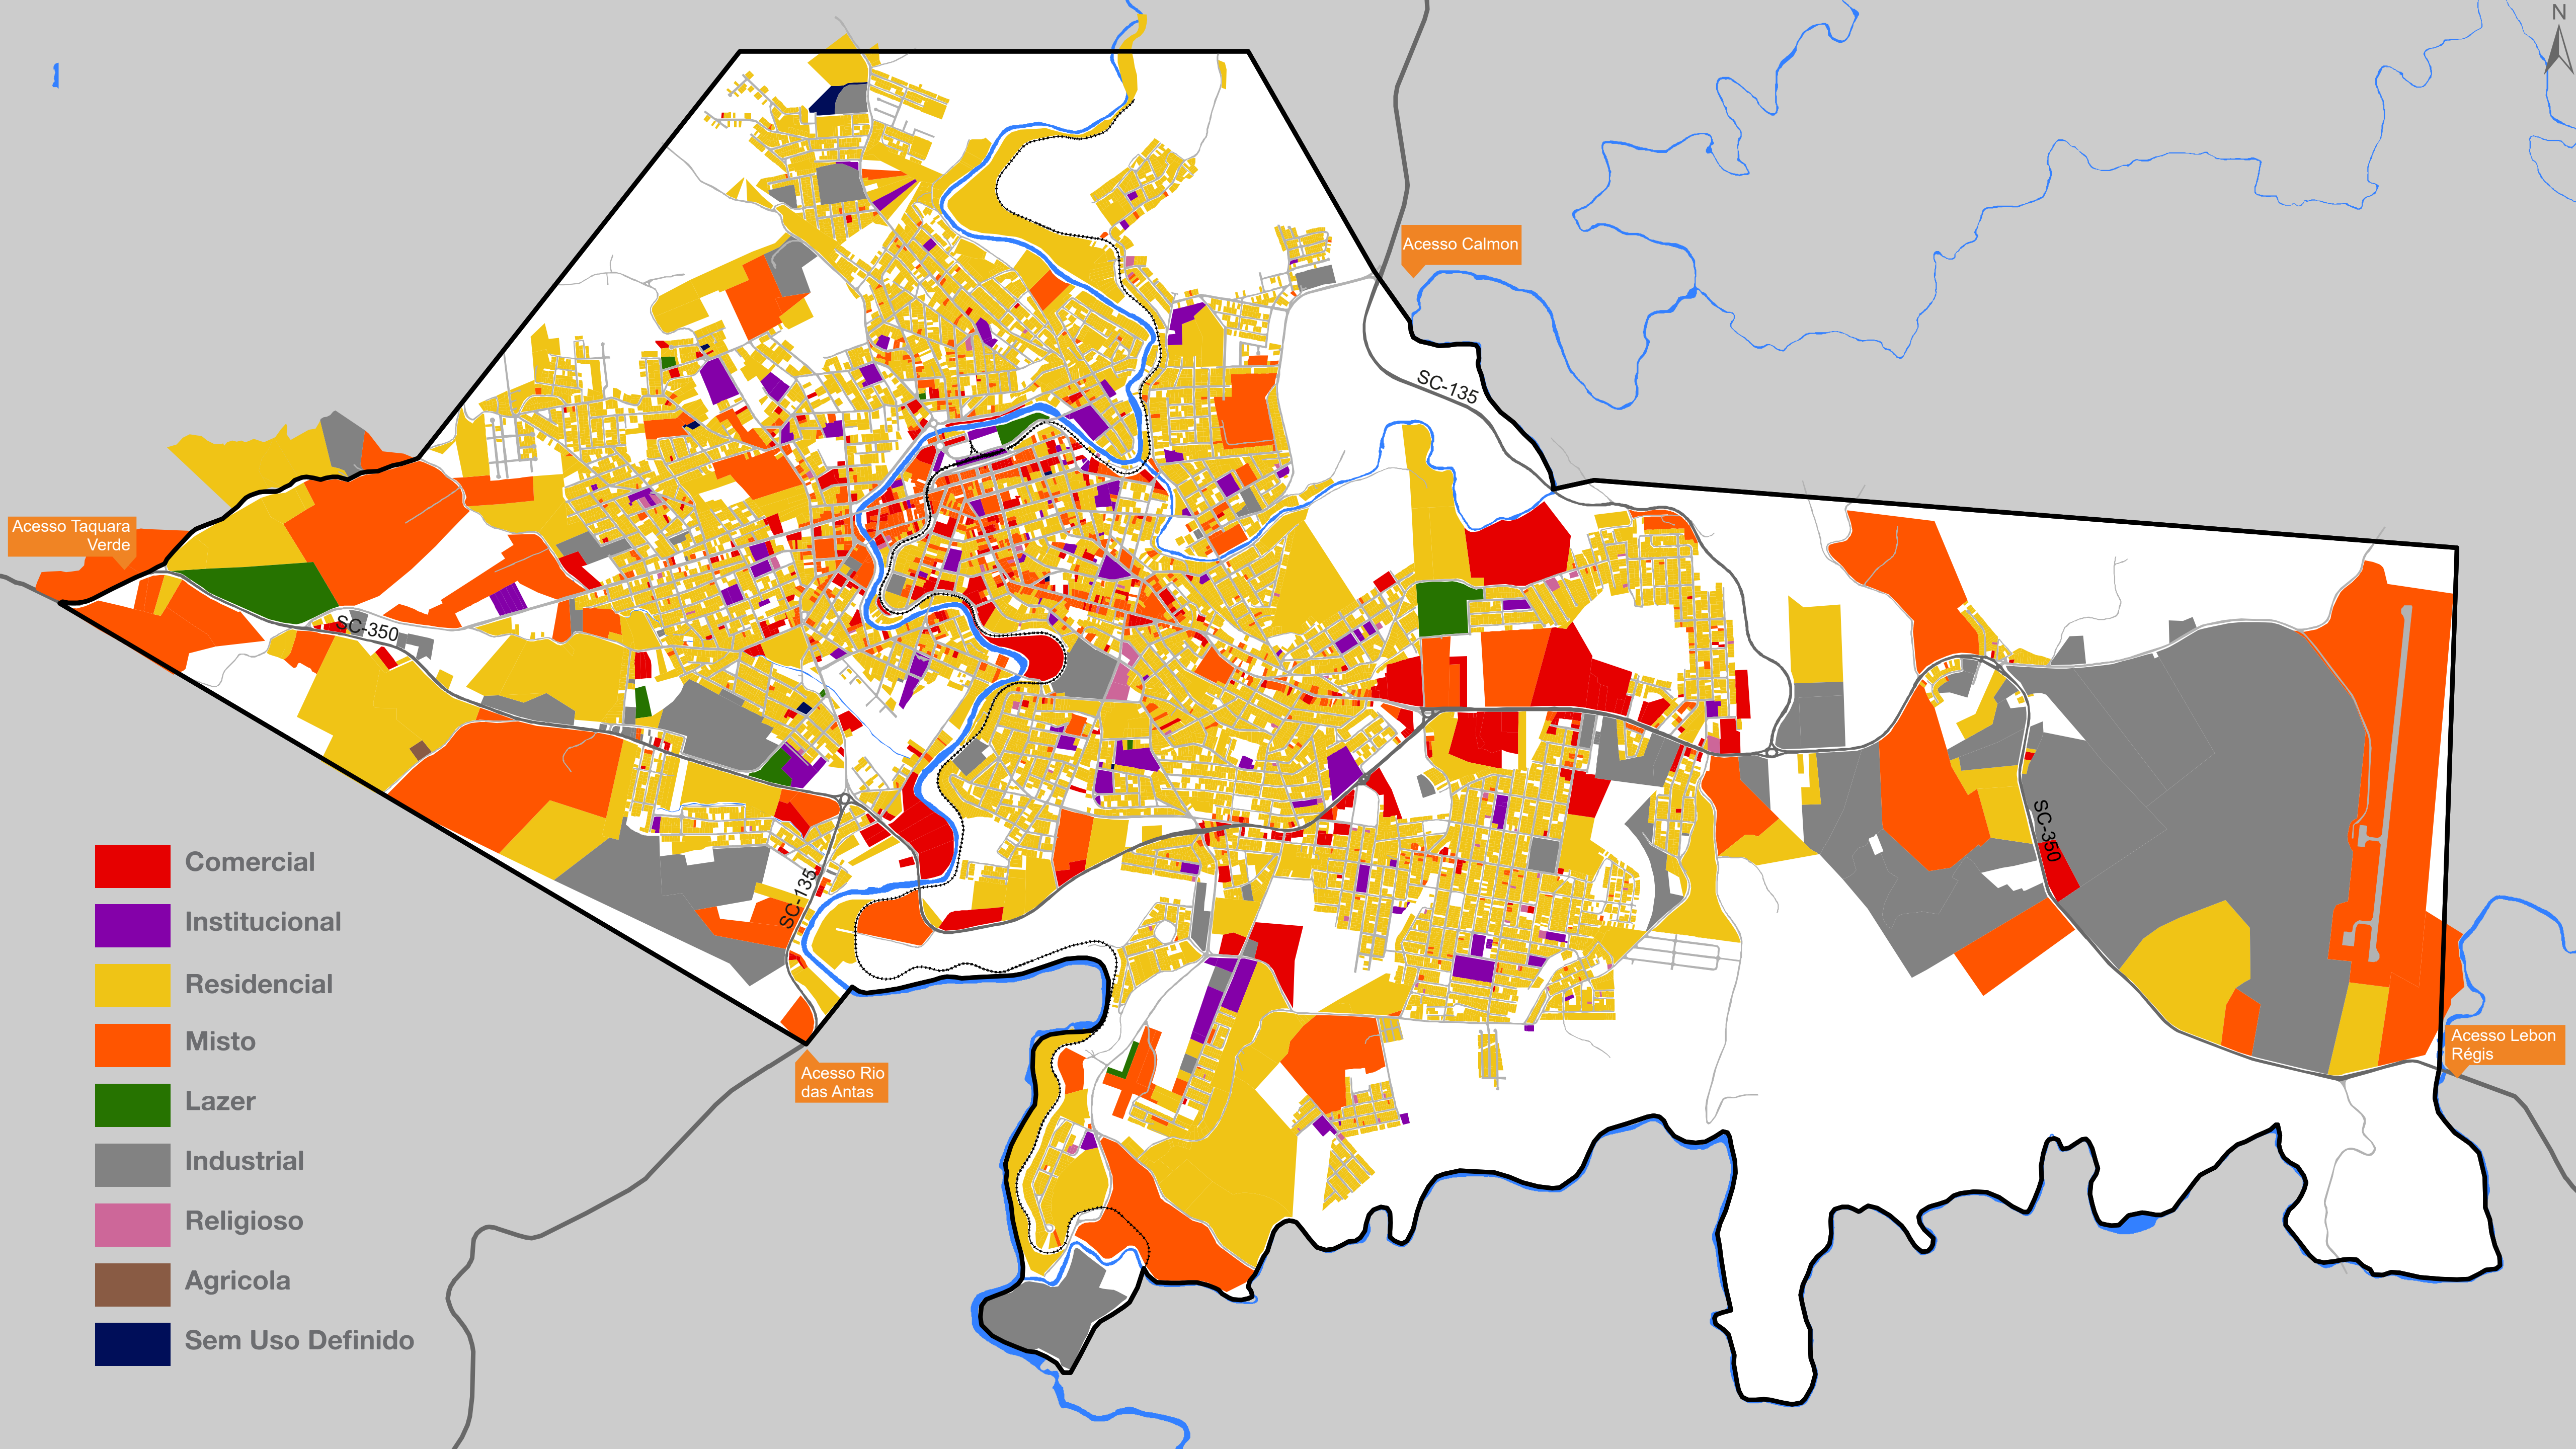 N
Acesso Calmon
SC-135
Acesso Taquara
Verde
SC-350
SC-350
SC-135
Comercial
Institucional
Residencial
Misto
Lazer
Industrial
Religioso
Agricola
Sem Uso Definido
Acesso Rio
das Antas
Acesso Lebon
Régis